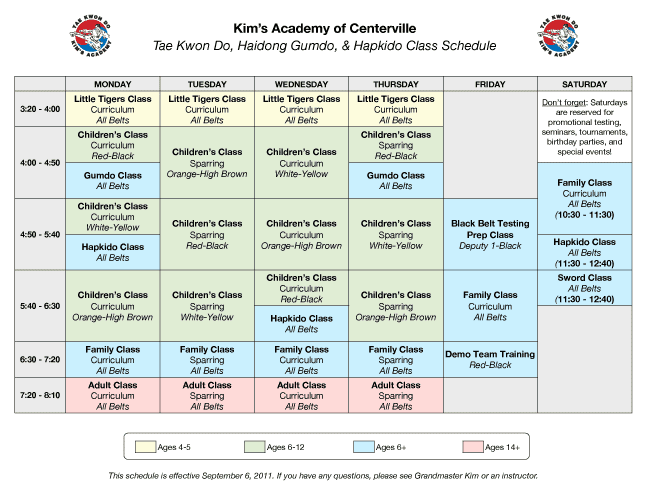 TAE KWON DO
KIM'S ACADEMY
Kim's Academy of Centerville
Tae Kwon Do, Haidong Gumdo, & Hapkido Class Schedule
TAE KWON DO
KIM'S ACADEMY
MONDAY TUESDAY WEDNESDAY THURSDAY FRIDAY SATURDAY
3:20 - 4:00
Little Tigers Class
Curriculum
All Belts
Little Tigers Class
Curriculum
All Belts
Little Tigers Class
Curriculum
All Belts
Little Tigers Class
Curriculum
All Belts
Don't forget: Saturdays
are reserved for
promotional testing,
seminars, tournaments,
birthday parties, and
special events!
4:00 - 4:50
Children's Class
Curriculum
Red-Black
Gumdo Class
All Belts
Children's Class
Sparring
Orange-High Brown
Children's Class
Curriculum
White-Yellow
Children's Class
Sparring
Red-Black
Gumdo Class
All Belts
Family Class
Curriculum
All Belts
(10:30 - 11:30)
4:50 - 5:40
Children's Class
Curriculum
White-Yellow
Hapkido Class
All Belts
Children's Class
Sparring
Red-Black
Children's Class
Curriculum
Orange-High Brown
Children's Class
Sparring
White-Yellow
Black Belt Testing
Prep Class
Deputy 1-Black
Hapkido Class
All Belts
(11:30 - 12:40)
5:40 - 6:30
Children's Class
Curriculum
Orange-High Brown
Children's Class
Sparring
White-Yellow
Children's Class
Curriculum
Red-Black
Hapkido Class
All Belts
Children's Class
Sparring
Orange-High Brown
Family Class
Curriculum
All Belts
Sword Class
All Belts
(11:30 - 12:40)
6:30 - 7:20
Family Class
Curriculum
All Belts
Family Class
Sparring
All Belts
Family Class
Curriculum
All Belts
Family Class
Sparring
All Belts
Demo Team Training
Red-Black
7:20 - 8:10
Adult Class
Curriculum
All Belts
Adult Class
Sparring
All Belts
Adult Class
Curriculum
All Belts
Adult Class
Sparring
All Belts
Ages 4-5 Ages 6-12 Ages 6+ Ages 14+
This schedule is effective September 6, 2011. If you have any questions, please see Grandmaster Kim or an instructor.